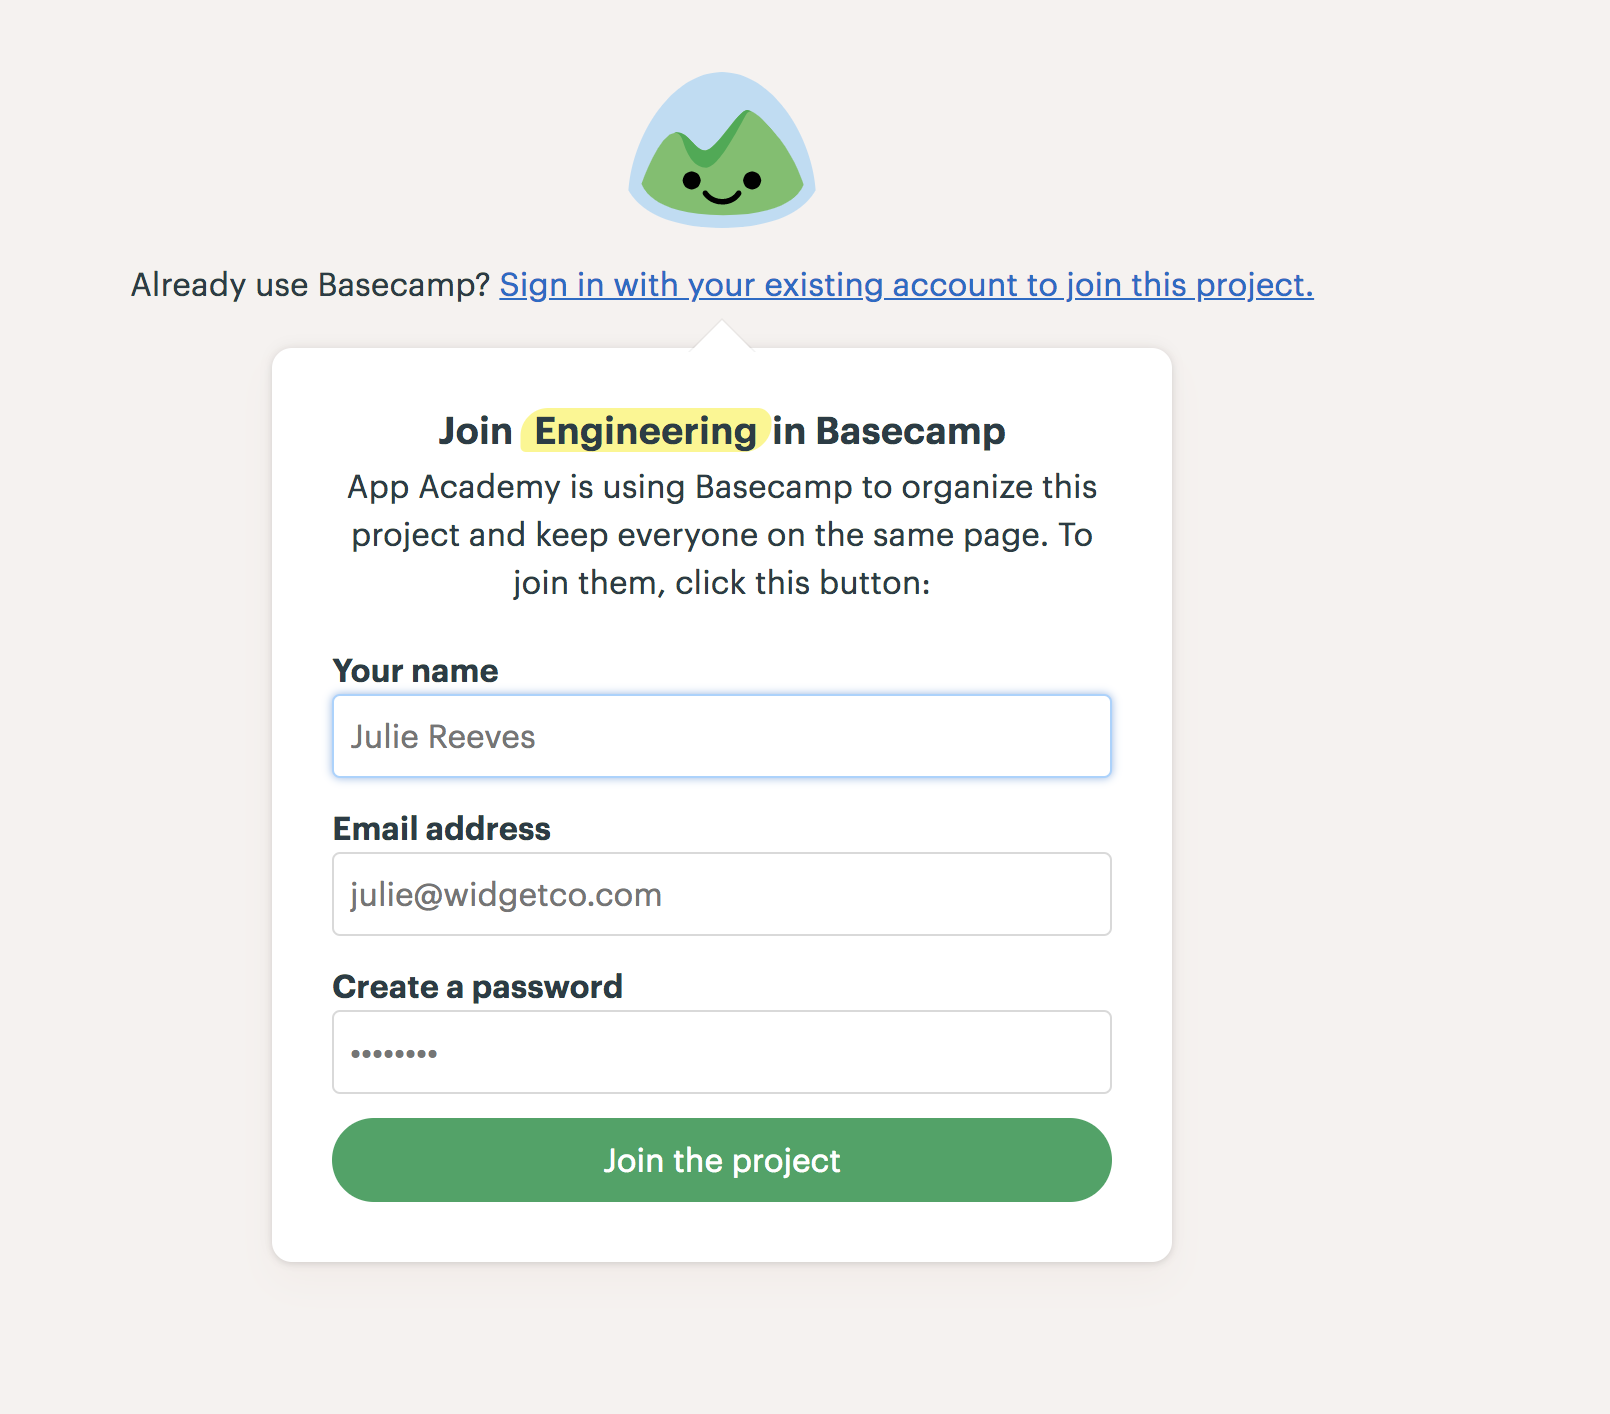 Already use Basecamp? Sign in with your existing account to join this project.
Join Engineering in Basecamp
App Academy is using Basecamp to organize this
project and keep everyone on the same page. To
join them, click this button:
Your name
Julie Reeves
Email address
julie@widgetco.com
Create a password
••••••••
Join the project